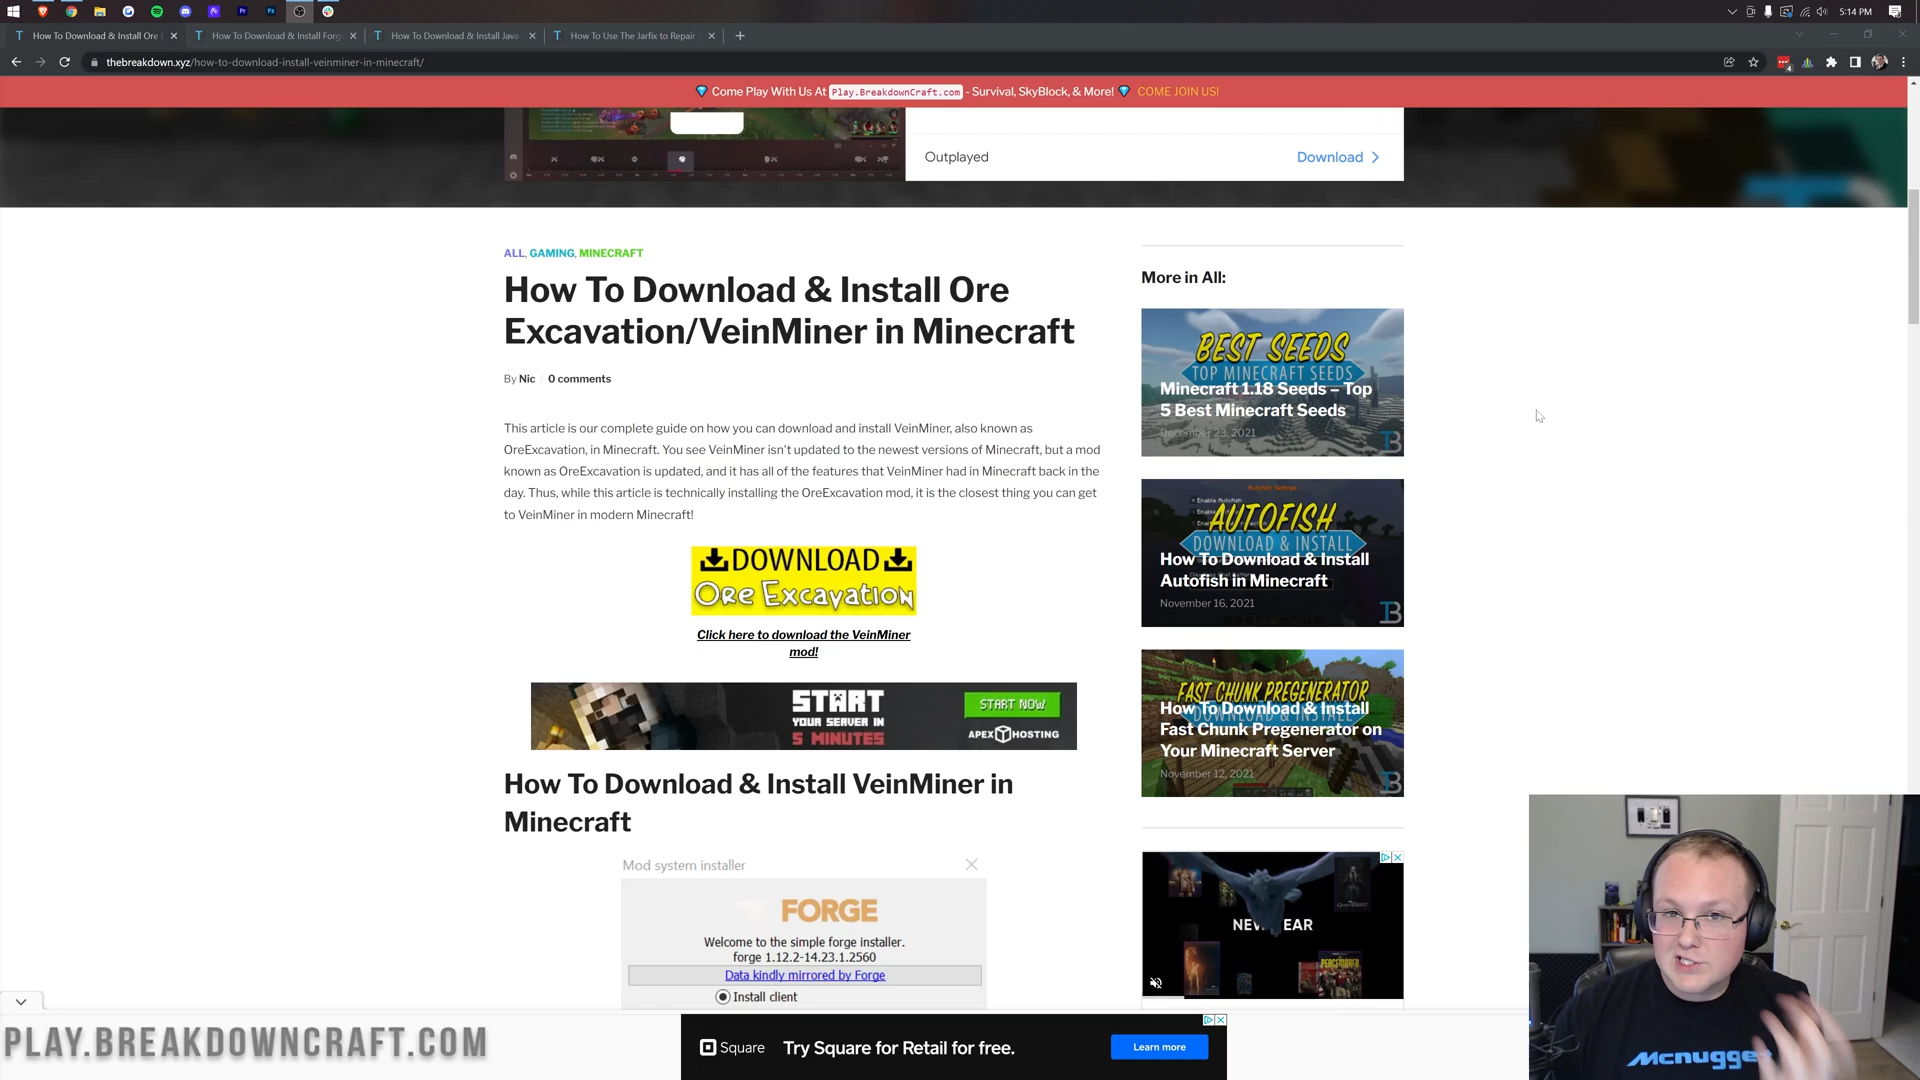 5:14 PM
How To Download & Install Ore
How To Download & Install Forg
How To Download & Install Java
How To Use The Jarfix to Repair
thebreakdown.xyz/how-to-download-install-veinminer-in-minecraft/
Come Play With Us At Play.BreakdownCraft.com - Survival, SkyBlock, & More! COME JOIN US!
Outplayed
Download
ALL, GAMING, MINECRAFT
How To Download & Install Ore
Excavation/VeinMiner in Minecraft
By Nic / 0 comments
This article is our complete guide on how you can download and install VeinMiner, also known as
OreExcavation, in Minecraft. You see VeinMiner isn't updated to the newest versions of Minecraft, but a mod
known as OreExcavation is updated, and it has all of the features that VeinMiner had in Minecraft back in the
day. Thus, while this article is technically installing the OreExcavation mod, it is the closest thing you can get
to VeinMiner in modern Minecraft!
DOWNLOAD
Ore Excavation
Click here to download the VeinMiner
mod!
START
YOUR SERVER IN
5 MINUTES
START NOW
APEX HOSTING
How To Download & Install VeinMiner in
Minecraft
Mod system installer
FORGE
Welcome to the simple forge installer.
forge 1.12.2-14.23.1.2560
Data kindly mirrored by Forge
Install client
More in All:
BEST SEEDS
TOP MINECRAFT SEEDS
Minecraft 1.18 Seeds – Top
5 Best Minecraft Seeds
December 23, 2021
Autofish Settings
AUTOFISH
DOWNLOAD & INSTALL
How To Download & Install
Autofish in Minecraft
November 16, 2021
FAST CHUNK PREGENERATOR
DOWNLOAD & INSTALL
How To Download & Install
Fast Chunk Pregenerator on
Your Minecraft Server
November 12, 2021
PEACEMAKER
PLAY.BREAKDOWNCRAFT.COM
Square
Try Square for Retail for free.
Learn more
Mcnugge